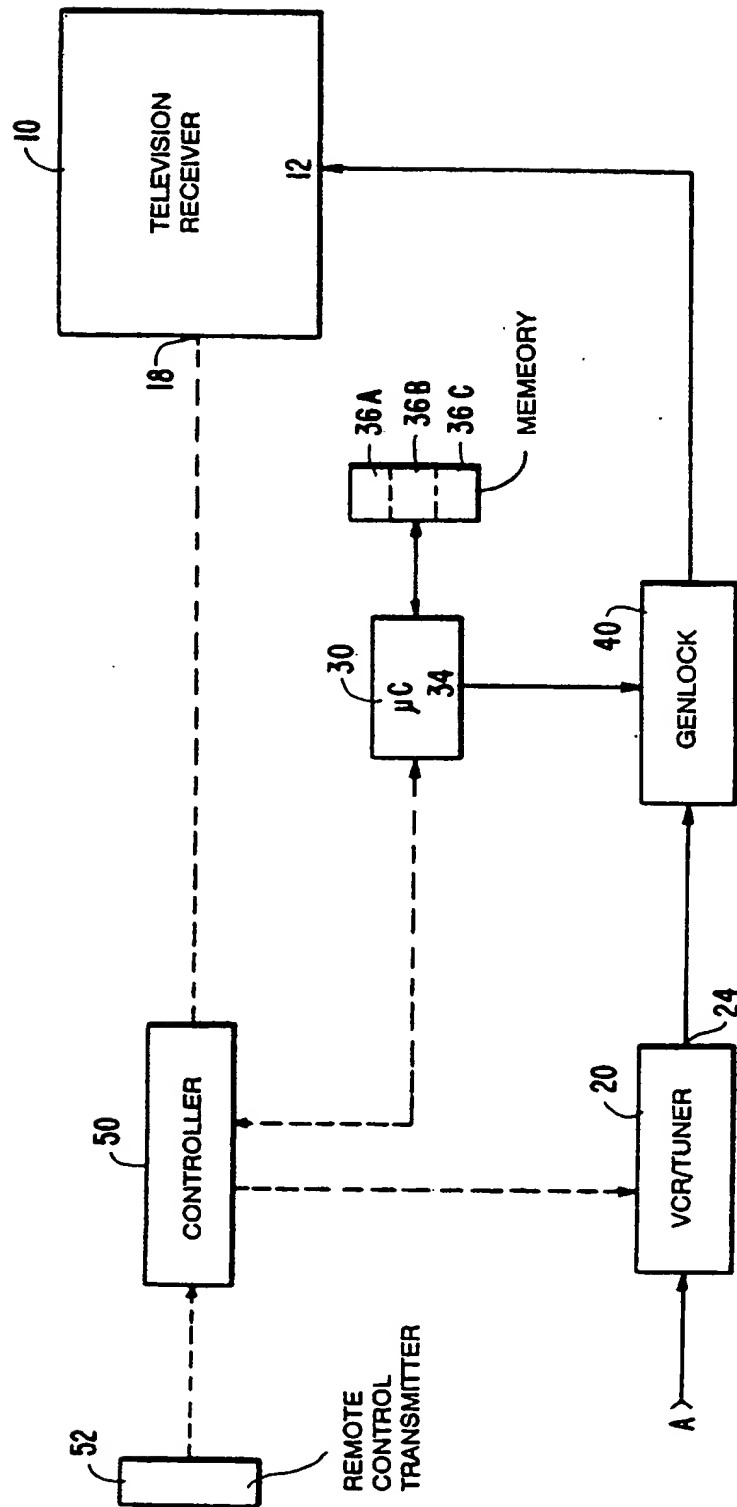 10
TELEVISION
RECEIVER
12
18
36A
36B
36C
MEMEORY
30
µC
34
40
GENLOCK
50
CONTROLLER
20
VCR/TUNER
24
A
52
REMOTE
CONTROL
TRANSMITTER